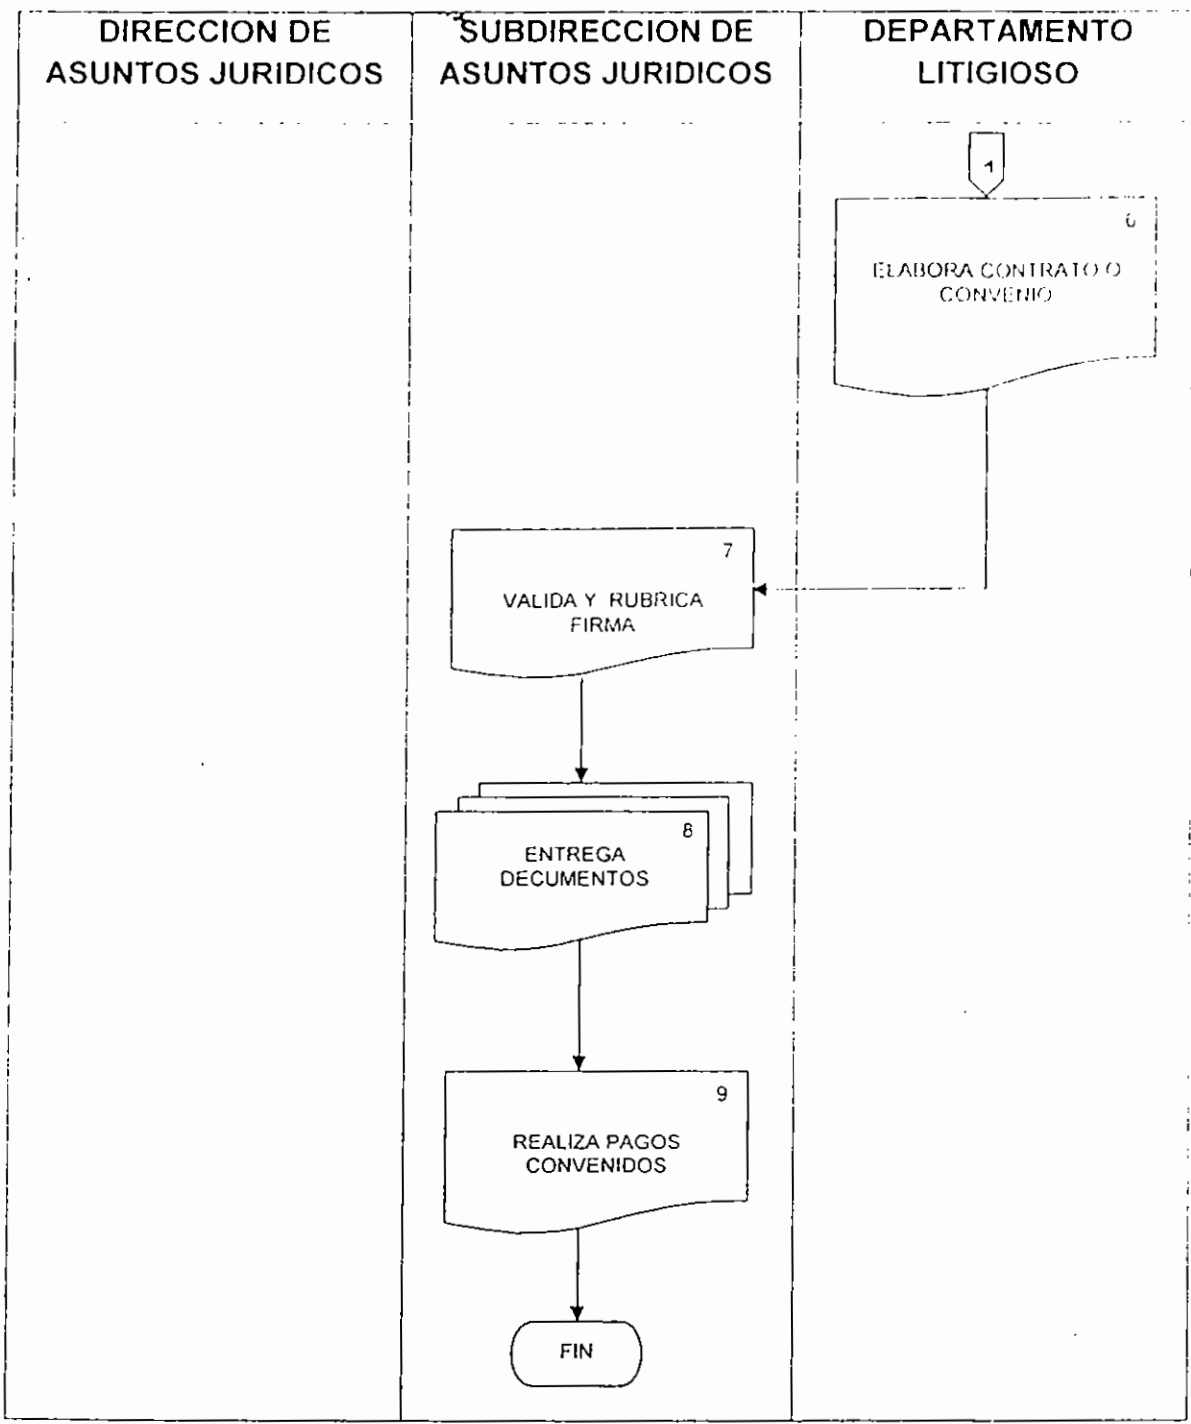 DIRECCION DE
ASUNTOS JURIDICOS
SUBDIRECCION DE
ASUNTOS JURIDICOS
DEPARTAMENTO
LITIGIOSO
1
6
ELABORA CONTRATO O
CONVENIO
7
VALIDA Y RUBRICA
FIRMA
8
ENTREGA
DECUMENTOS
9
REALIZA PAGOS
CONVENIDOS
FIN